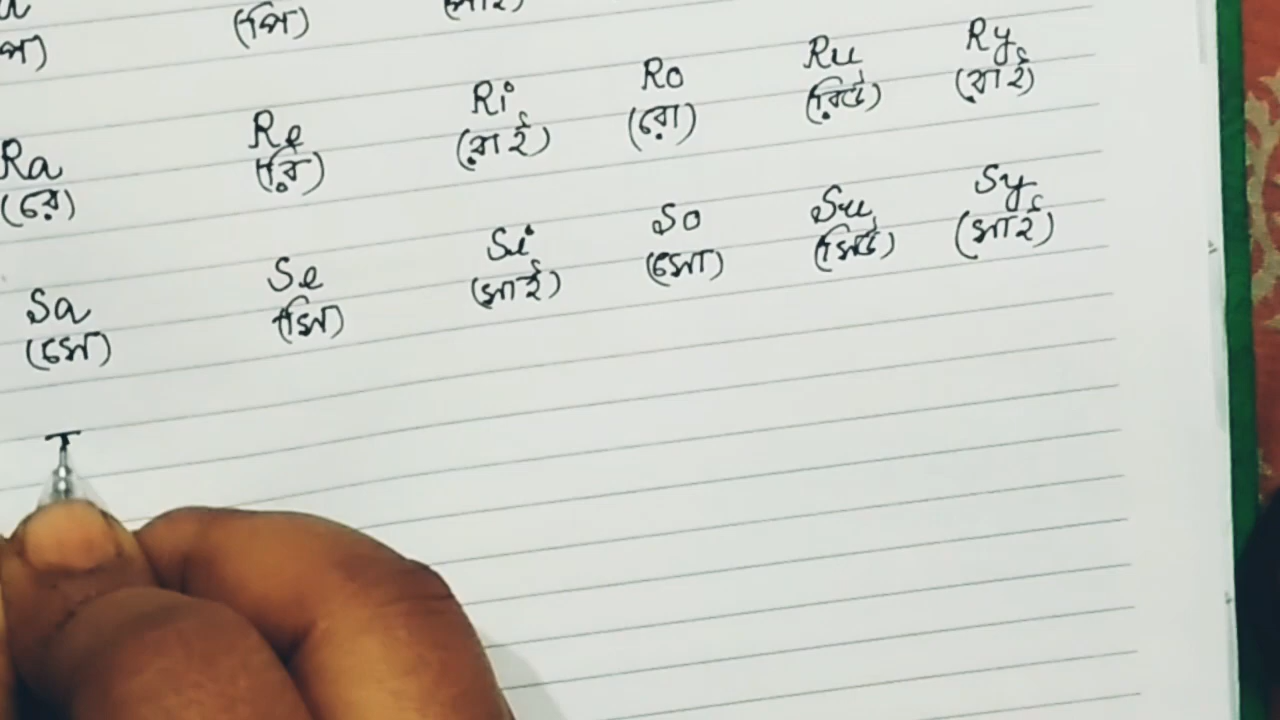 (পি)
Ra Re Ri Ro Ru Ry
(রে) (রি) (রাই) (রো) (রিউ) (রাই)
Sa Se Si So Su Sy
(সে) (সি) (সাই) (সো) (সিউ) (সাই)
T